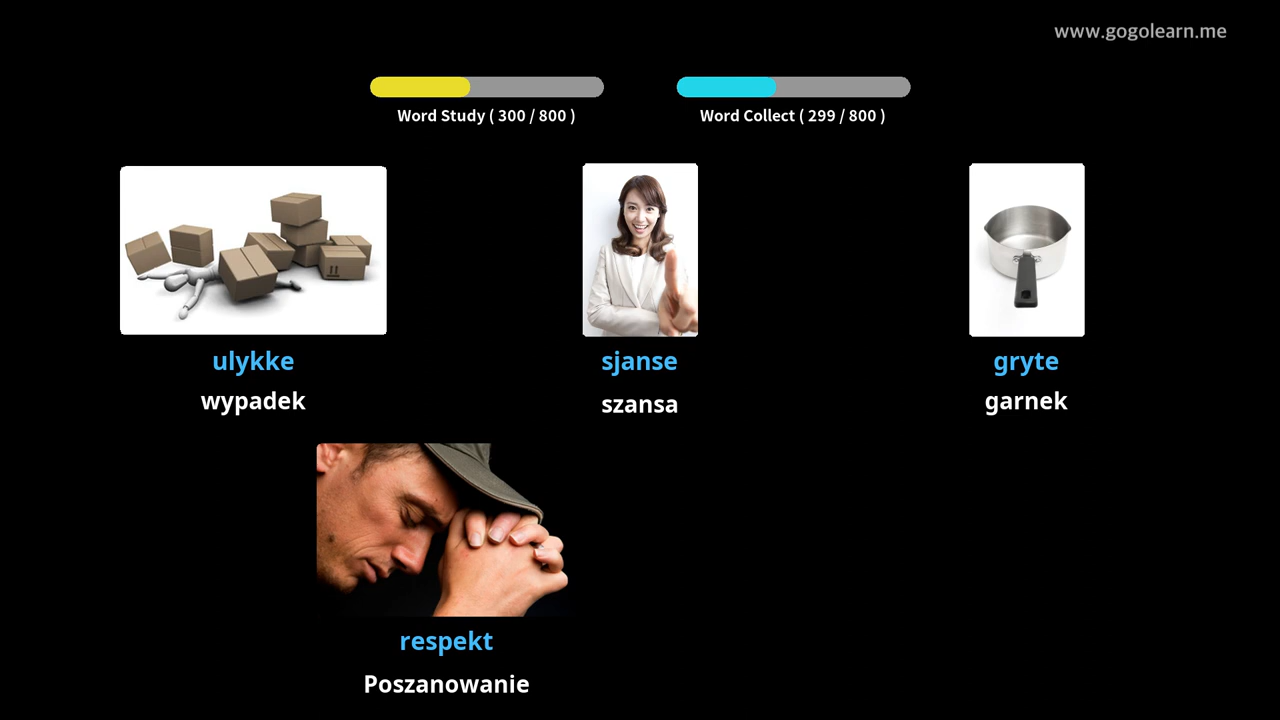 www.gogolearn.me
Word Study ( 300 / 800 )
Word Collect ( 299 / 800 )
ulykke
wypadek
sjanse
szansa
gryte
garnek
respekt
Poszanowanie